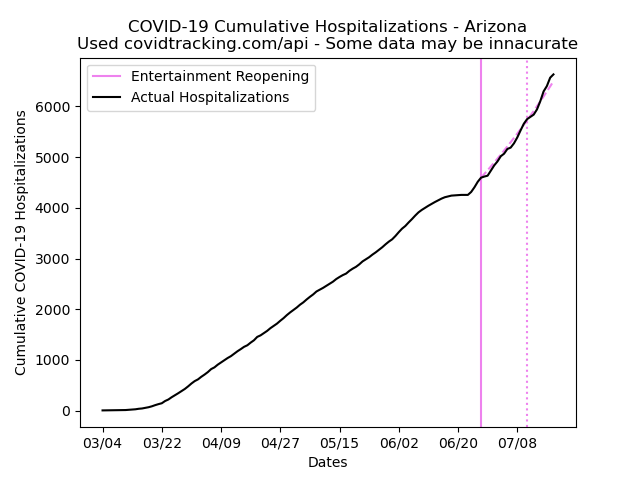 COVID-19 Cumulative Hospitalizations - Arizona
Used covidtracking.com/api - Some data may be innacurate
Entertainment Reopening
Actual Hospitalizations
Cumulative COVID-19 Hospitalizations
6000
5000
4000
3000
2000
1000
0
03/04 03/22 04/09 04/27 05/15 06/02 06/20 07/08
Dates